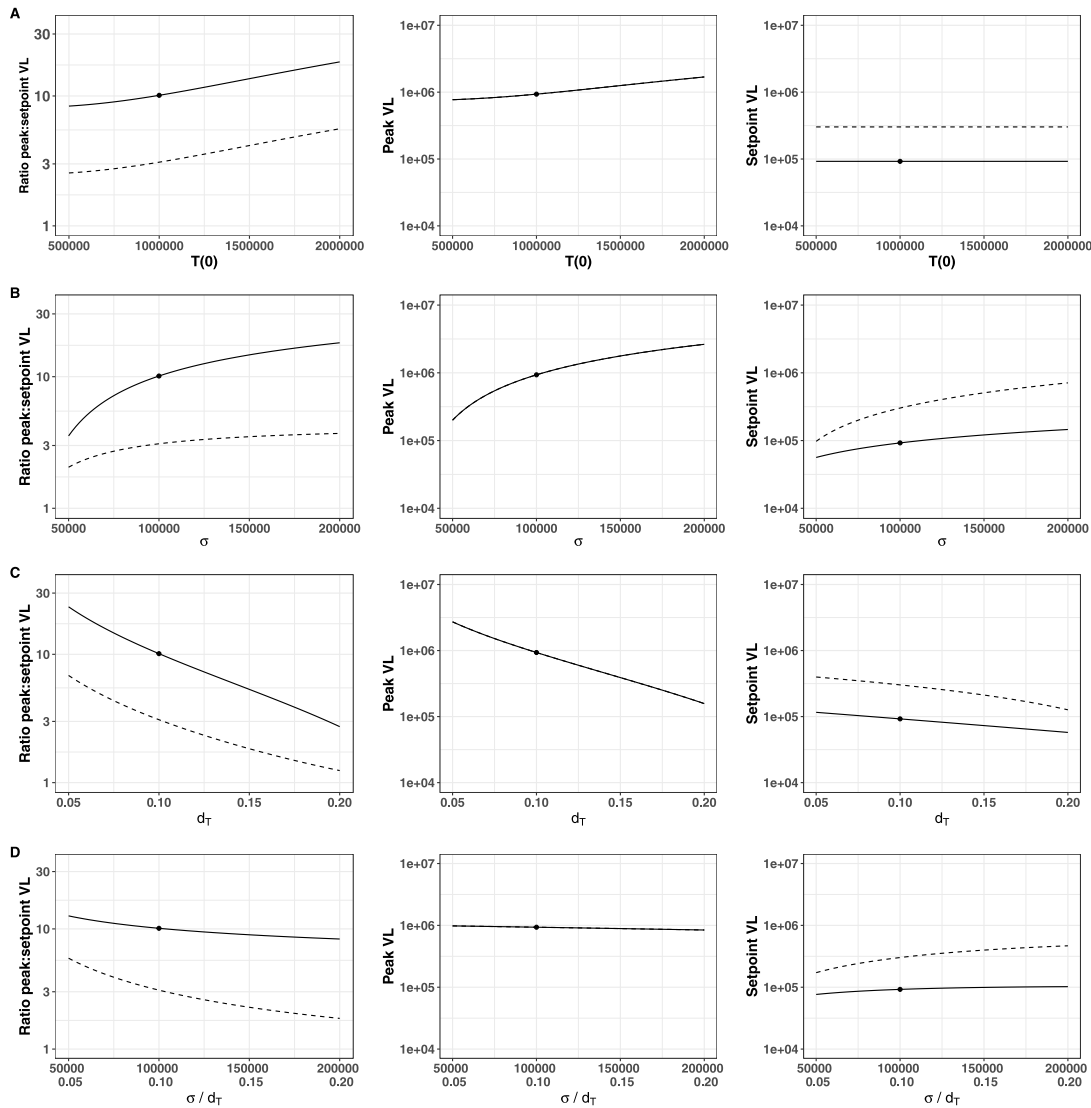 A
Ratio peak:setpoint VL
30
10
3
1
500000 1000000 1500000 2000000
T(0)
Peak VL
1e+07
1e+06
1e+05
1e+04
500000 1000000 1500000 2000000
T(0)
Setpoint VL
1e+07
1e+06
1e+05
1e+04
500000 1000000 1500000 2000000
T(0)
B
Ratio peak:setpoint VL
30
10
3
1
50000 100000 150000 200000
σ
Peak VL
1e+07
1e+06
1e+05
1e+04
50000 100000 150000 200000
σ
Setpoint VL
1e+07
1e+06
1e+05
1e+04
50000 100000 150000 200000
σ
C
Ratio peak:setpoint VL
30
10
3
1
0.05 0.10 0.15 0.20
d_T
Peak VL
1e+07
1e+06
1e+05
1e+04
0.05 0.10 0.15 0.20
d_T
Setpoint VL
1e+07
1e+06
1e+05
1e+04
0.05 0.10 0.15 0.20
d_T
D
Ratio peak:setpoint VL
30
10
3
1
50000 100000 150000 200000
0.05 0.10 0.15 0.20
σ / d_T
Peak VL
1e+07
1e+06
1e+05
1e+04
50000 100000 150000 200000
0.05 0.10 0.15 0.20
σ / d_T
Setpoint VL
1e+07
1e+06
1e+05
1e+04
50000 100000 150000 200000
0.05 0.10 0.15 0.20
σ / d_T